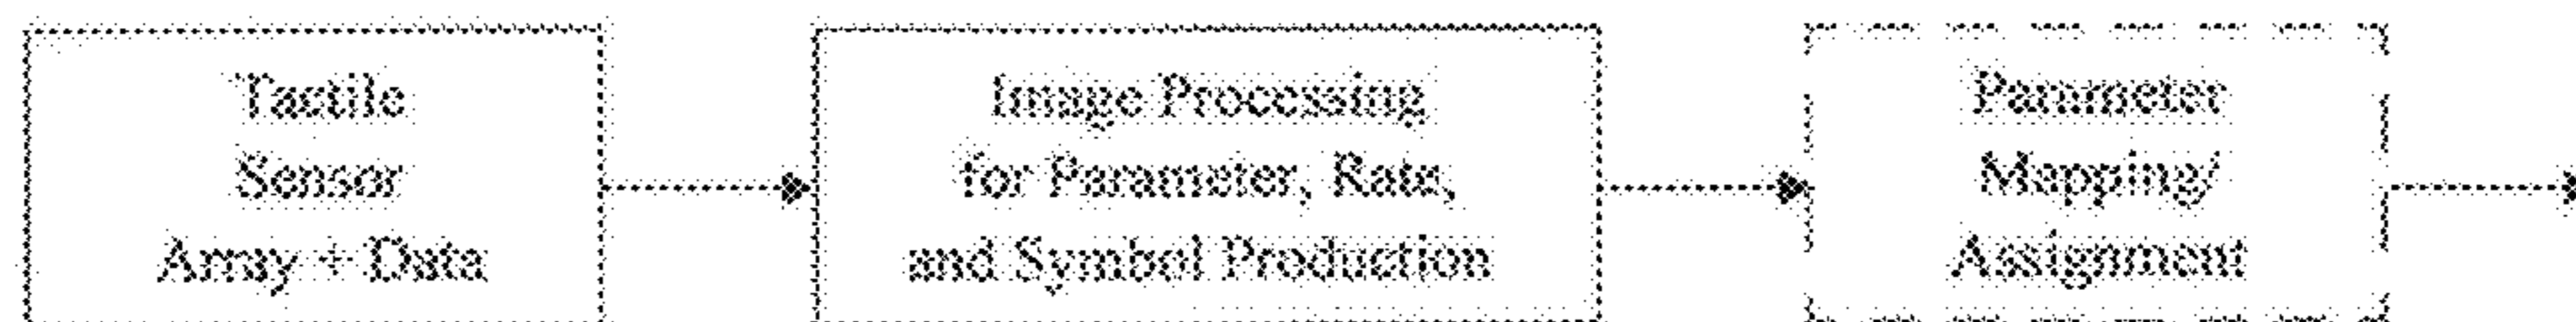 Tactile
Sensor
Array + Data
Image Processing
for Parameter, Rate,
and Symbol Production
Parameter
Mapping/
Assignment